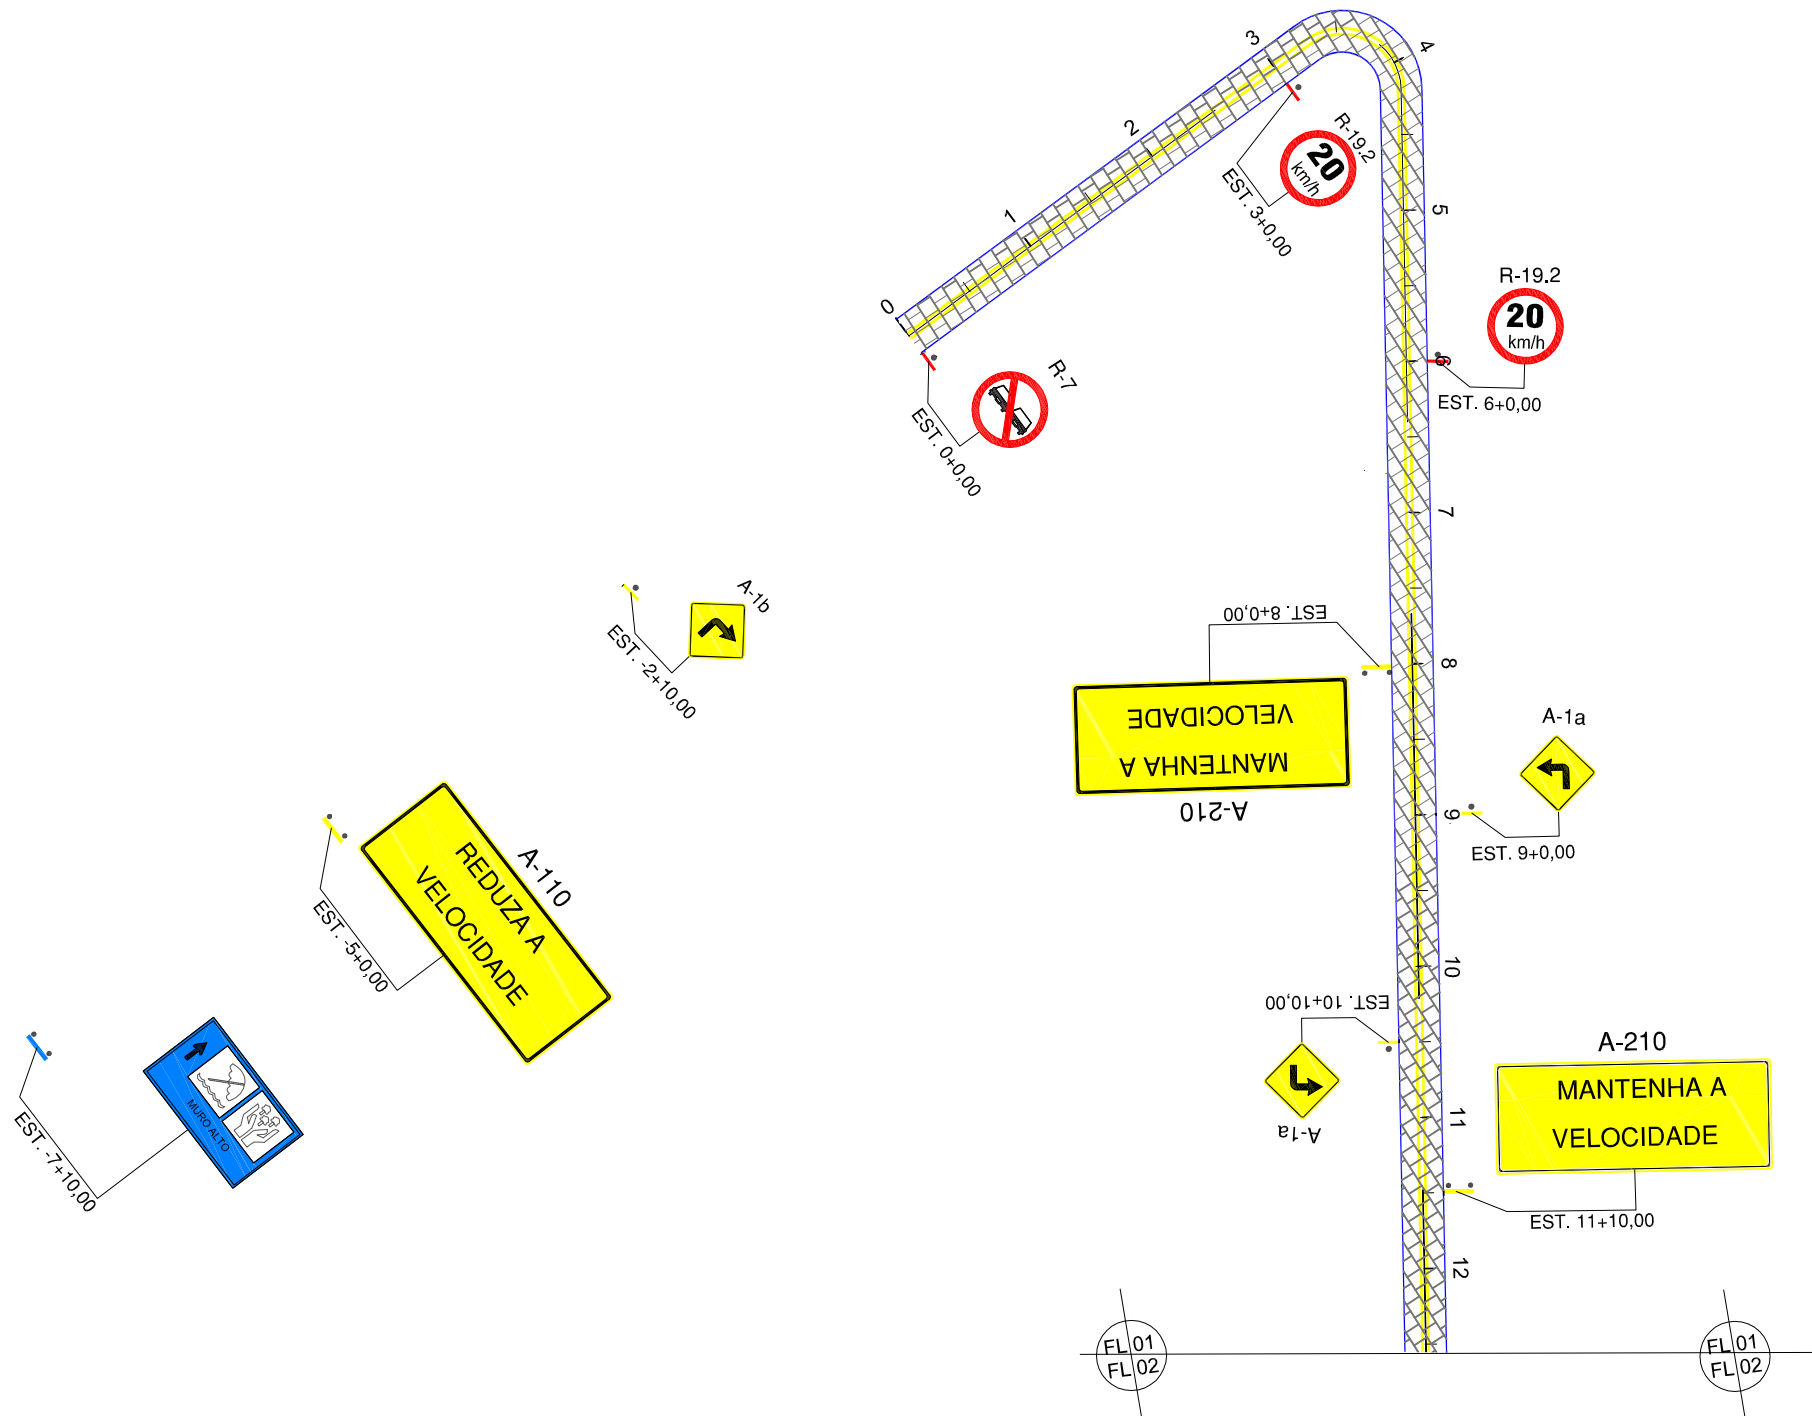 0
1
2
3
4
5
6
7
8
9
10
11
12
R-19.2
20
km/h
EST. 3+0,00
R-19.2
20
km/h
EST. 6+0,00
R-7
EST. 0+0,00
A-1b
EST. -2+10,00
A-110
REDUZA A
VELOCIDADE
EST. -5+0,00
MURO ALTO
EST. -7+10,00
EST. 8+0,00
MANTENHA A
VELOCIDADE
A-210
A-1a
EST. 9+0,00
EST. 10+10,00
A-1a
A-210
MANTENHA A
VELOCIDADE
EST. 11+10,00
FL 01
FL 02
FL 01
FL 02